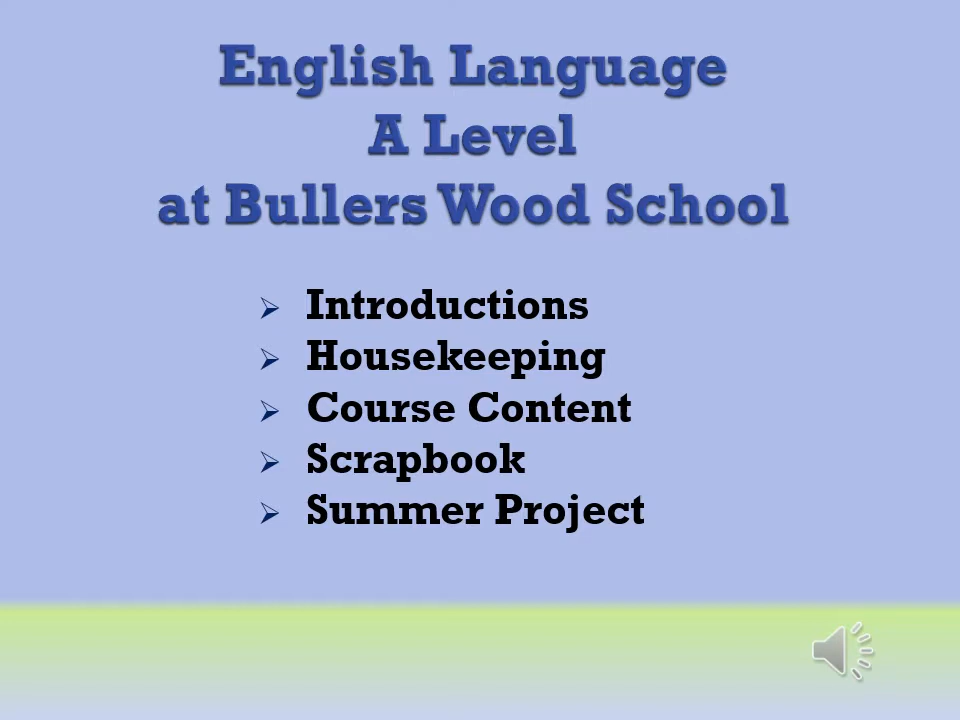 English Language
A Level
at Bullers Wood School
Introductions
Housekeeping
Course Content
Scrapbook
Summer Project